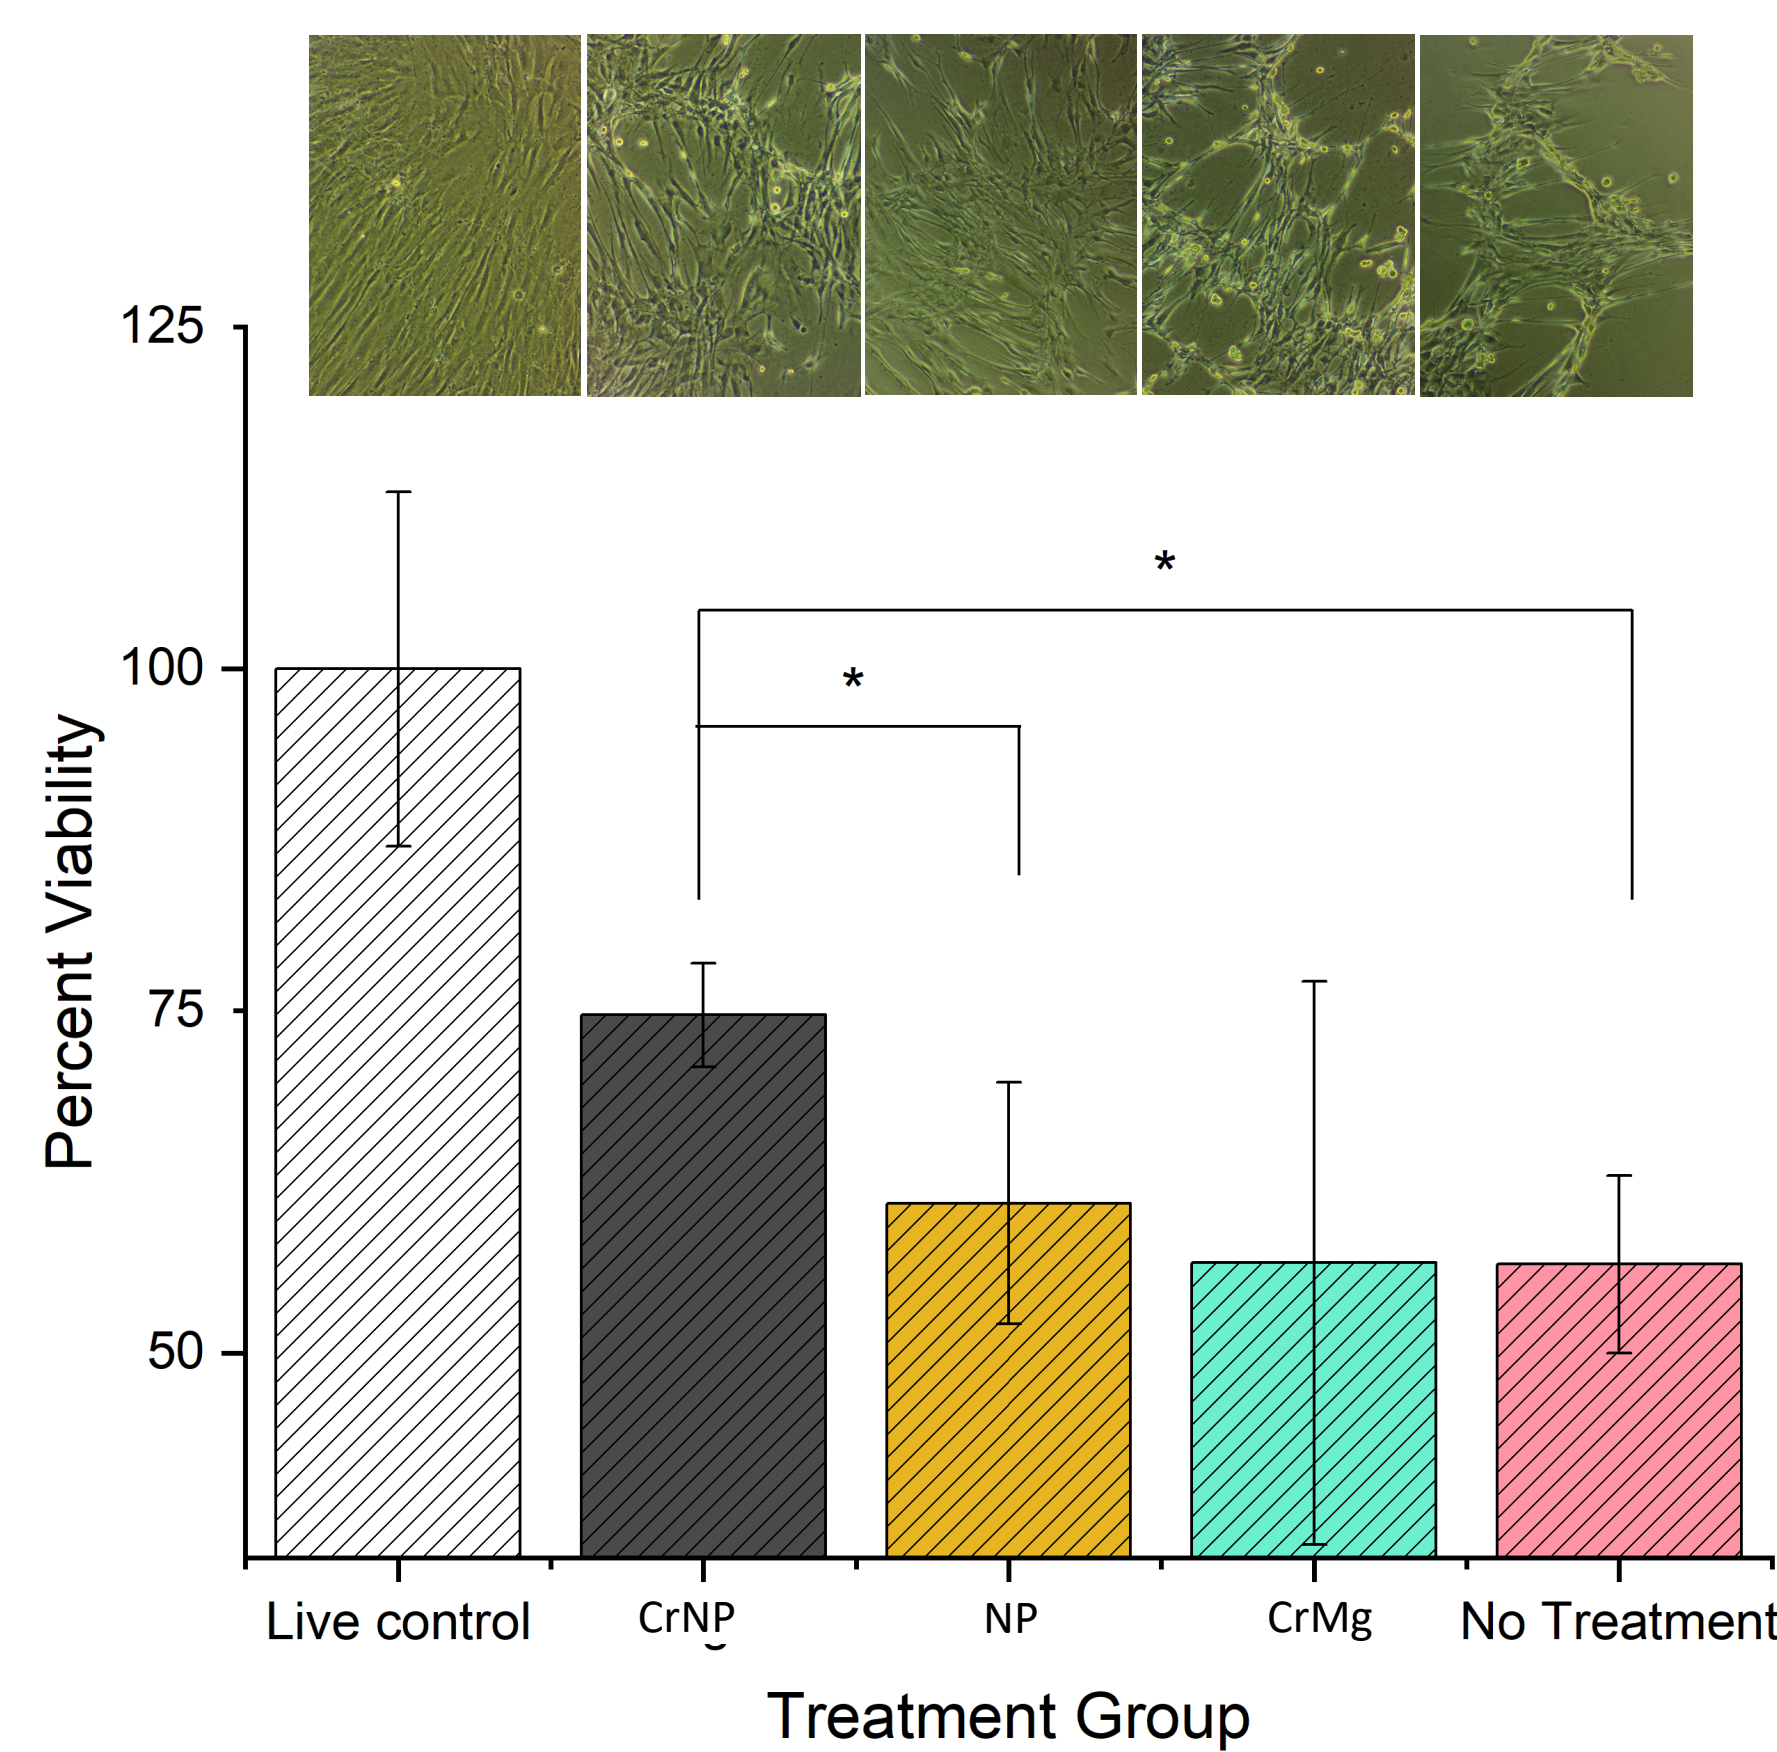 125
100
75
50
Percent Viability
*
*
Live control
CrNP
NP
CrMg
No Treatment
Treatment Group